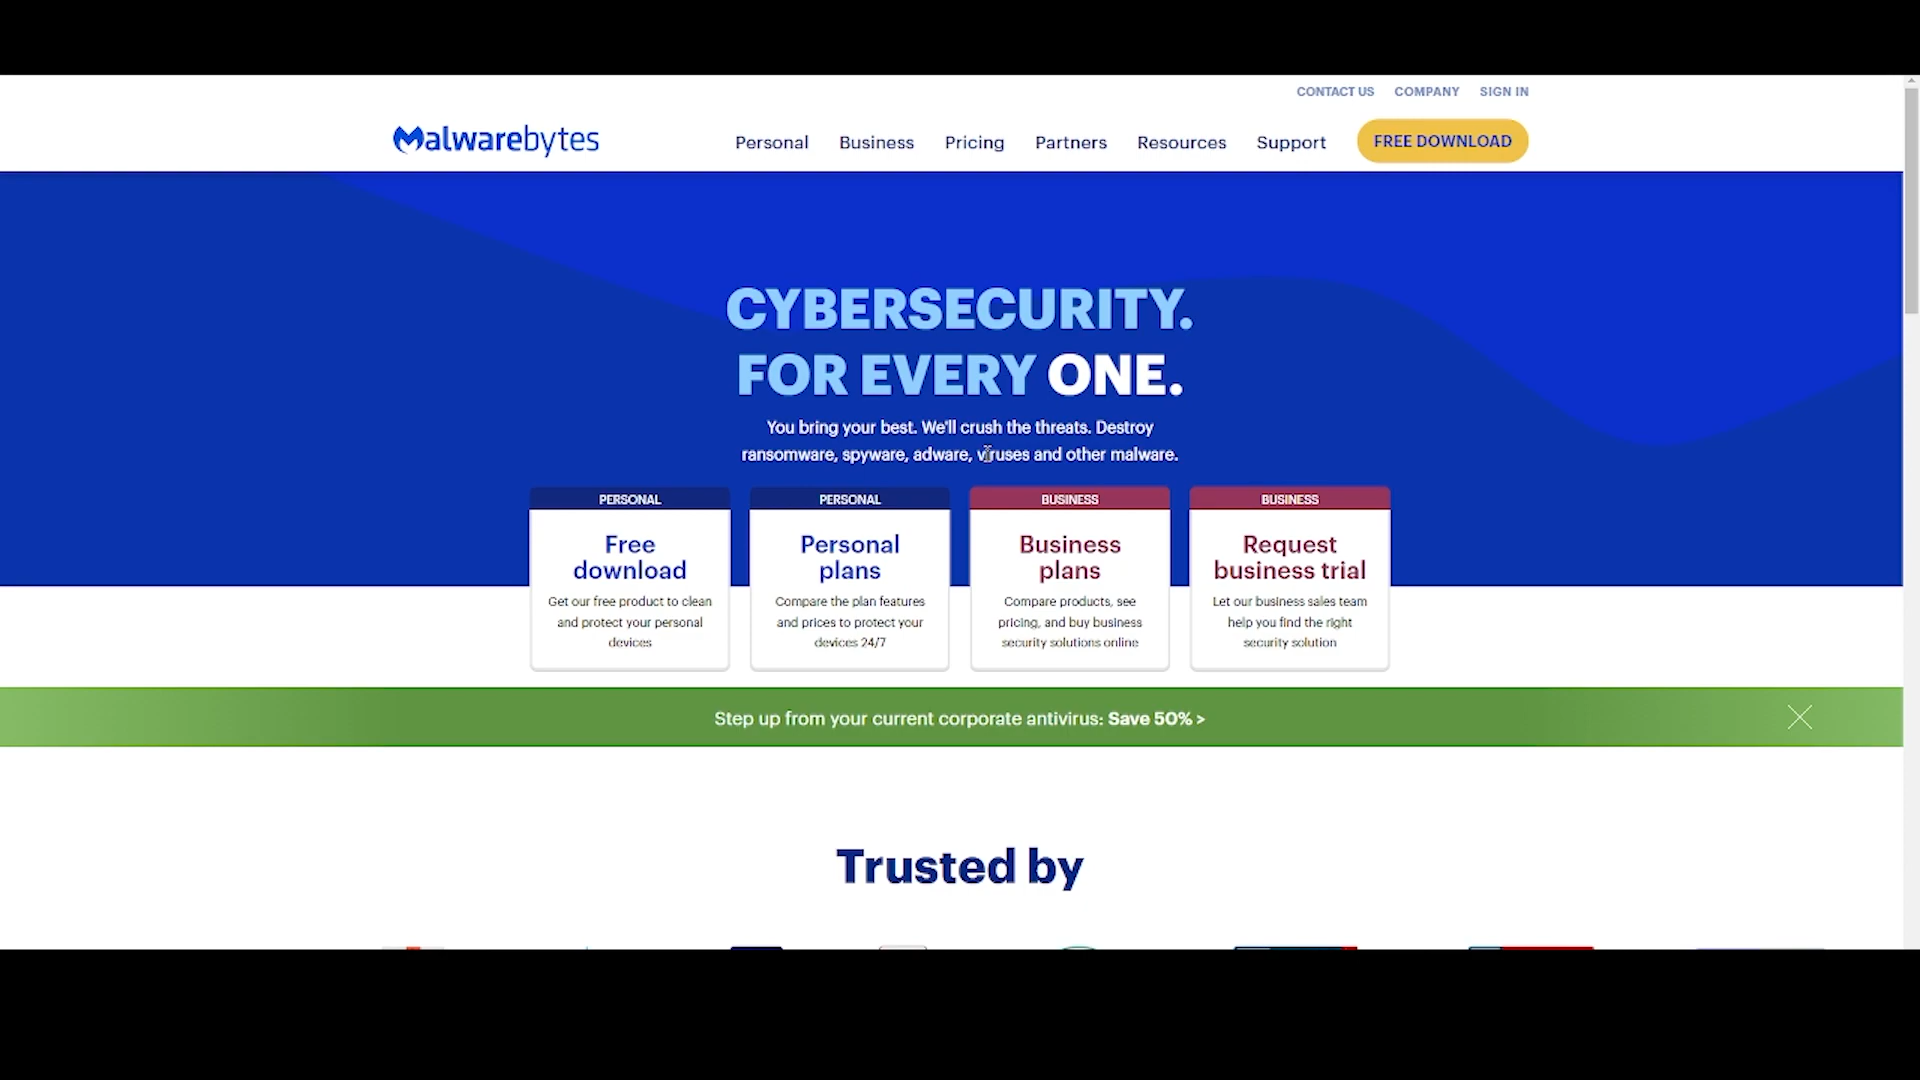 CONTACT US COMPANY SIGN IN
Malwarebytes
Personal Business Pricing Partners Resources Support FREE DOWNLOAD
CYBERSECURITY.
FOR EVERY ONE.
You bring your best. We'll crush the threats. Destroy
ransomware, spyware, adware, viruses and other malware.
PERSONAL
Free
download
Get our free product to clean
and protect your personal
devices
PERSONAL
Personal
plans
Compare the plan features
and prices to protect your
devices 24/7
BUSINESS
Business
plans
Compare products, see
pricing, and buy business
security solutions online
BUSINESS
Request
business trial
Let our business sales team
help you find the right
security solution
Step up from your current corporate antivirus: Save 50% >
Trusted by